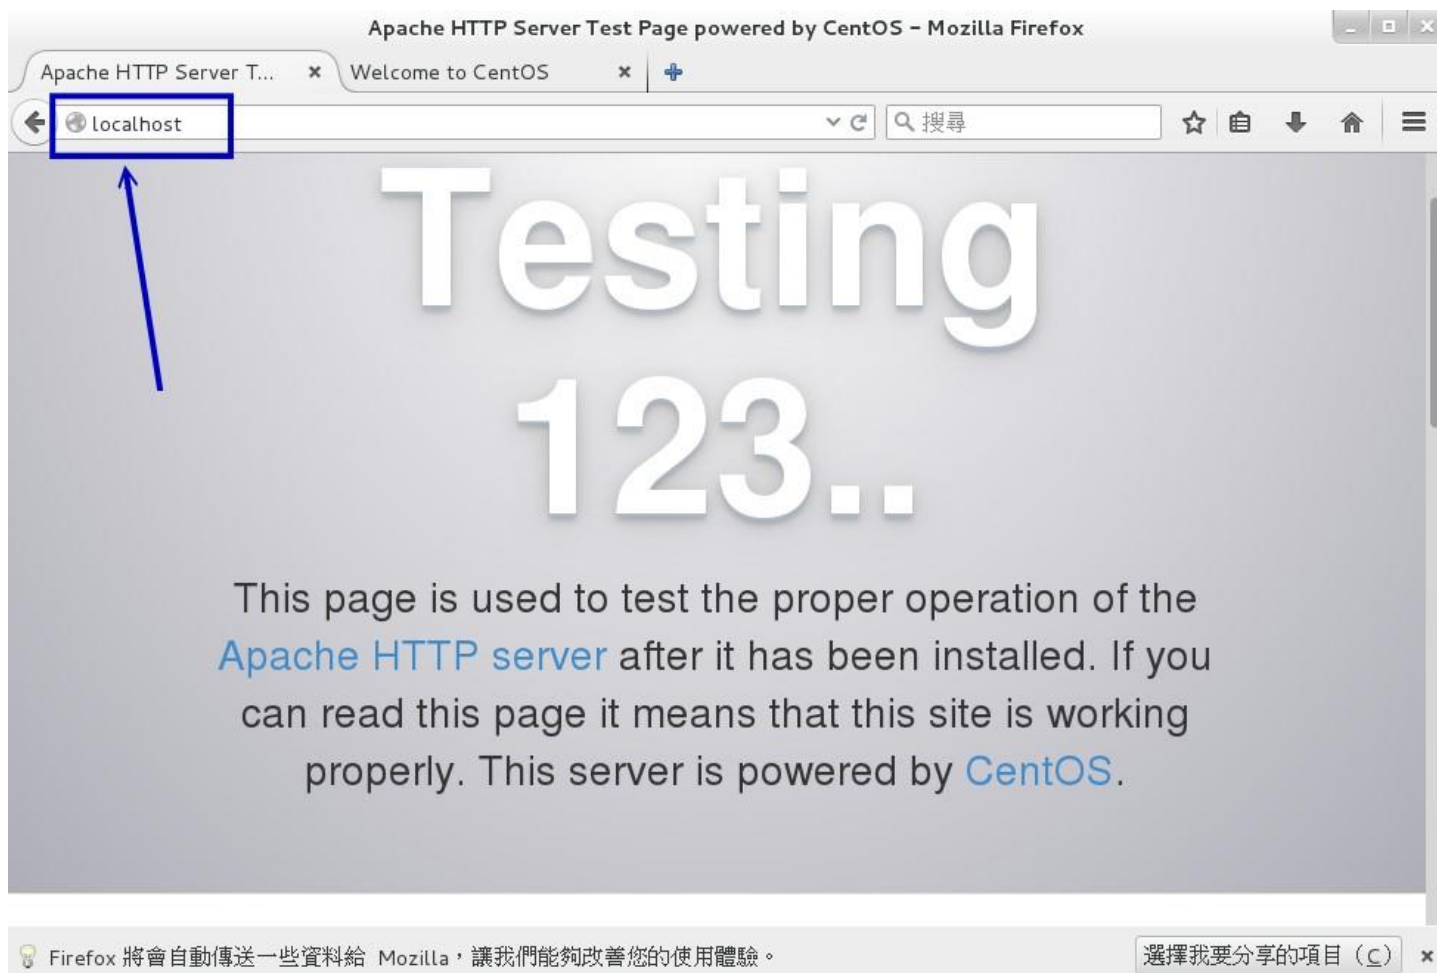 Apache HTTP Server Test Page powered by CentOS – Mozilla Firefox
Apache HTTP Server T...
Welcome to CentOS
localhost
搜尋
Testing
123..
This page is used to test the proper operation of the
Apache HTTP server after it has been installed. If you
can read this page it means that this site is working
properly. This server is powered by CentOS.
Firefox 將會自動傳送一些資料給 Mozilla，讓我們能夠改善您的使用體驗。
選擇我要分享的項目（C）